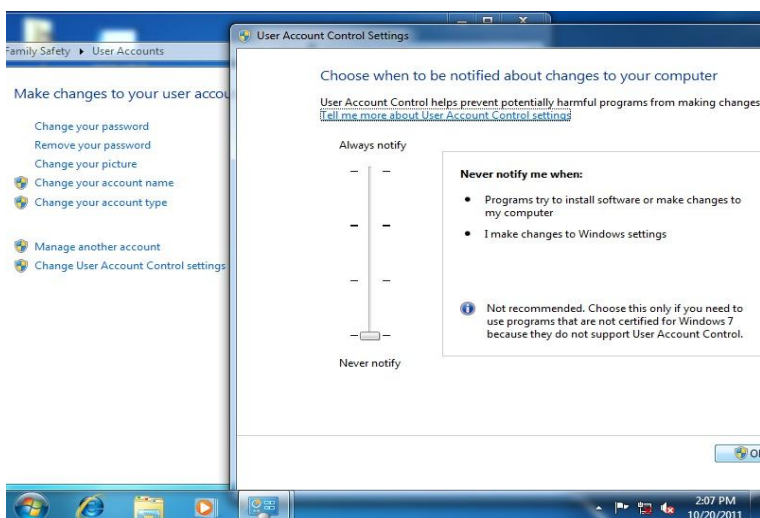 User Account Control Settings
Family Safety ▸ User Accounts
Make changes to your user accou
Change your password
Remove your password
Change your picture
Change your account name
Change your account type
Manage another account
Change User Account Control settings
Choose when to be notified about changes to your computer
User Account Control helps prevent potentially harmful programs from making changes
Tell me more about User Account Control settings
Always notify
Never notify me when:
• Programs try to install software or make changes to
my computer
• I make changes to Windows settings
Not recommended. Choose this only if you need to
use programs that are not certified for Windows 7
because they do not support User Account Control.
Never notify
2:07 PM
10/20/2011